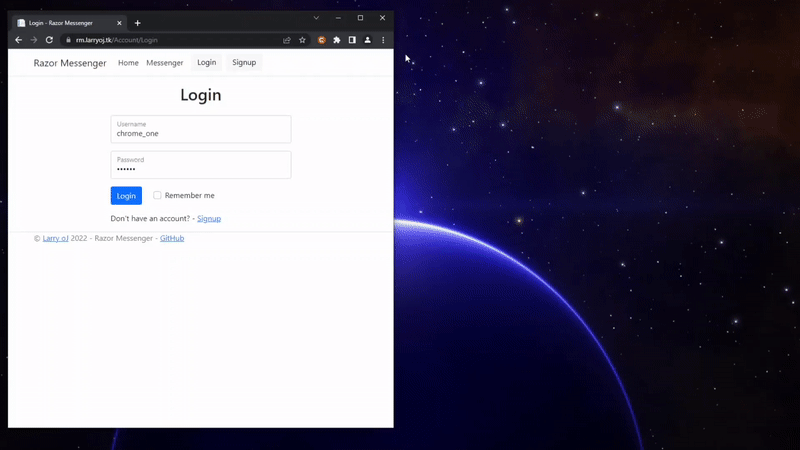 Login - Razor Messenger
rm.larryoj.tk/Account/Login
Razor Messenger Home Messenger Login Signup
Login
Username
chrome_one
Password
••••••
Login Remember me
Don't have an account? - Signup
© Larry oJ 2022 - Razor Messenger - GitHub